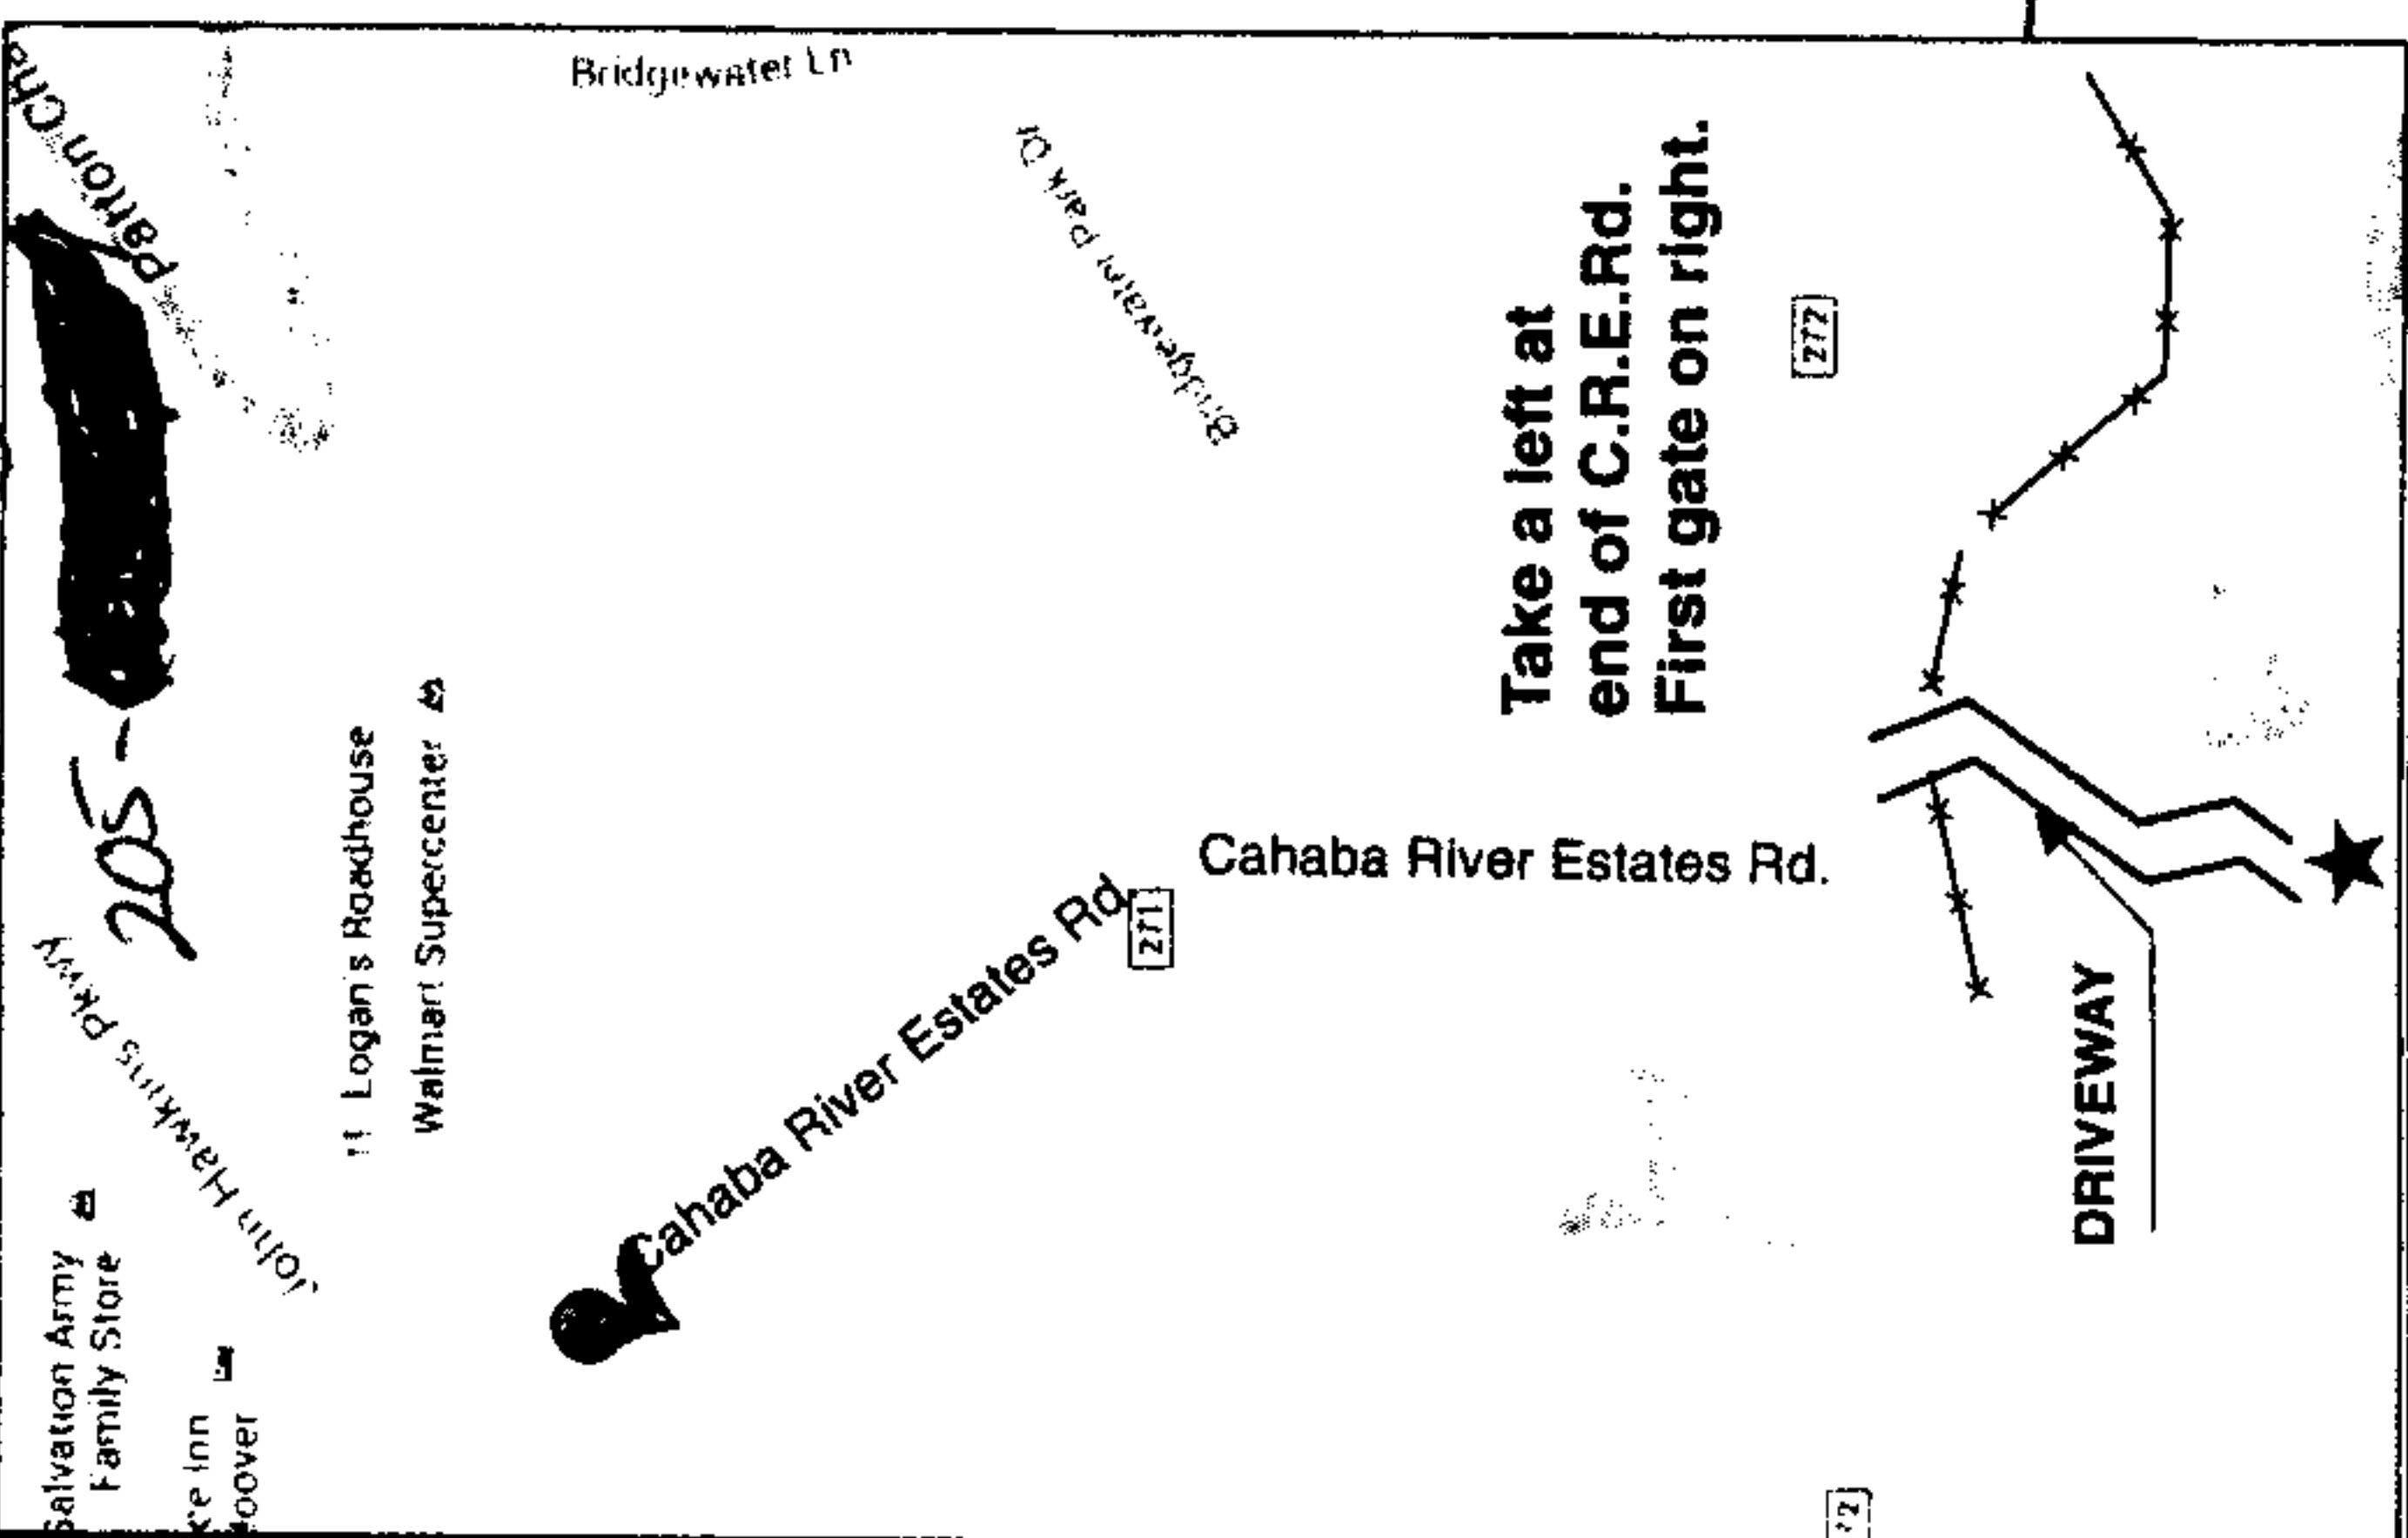 Bridgewater Ln
Patton Cha
Bridgewater Park Ct
205-
John Hawkins Pkwy
Logan's Roadhouse
Walmart Supercenter
Salvation Army
Family Store
Inn
Take a left at
end of C.R.E.Rd.
First gate on right.
272
Cahaba River Estates Rd.
Cahaba River Estates Rd
271
DRIVEWAY